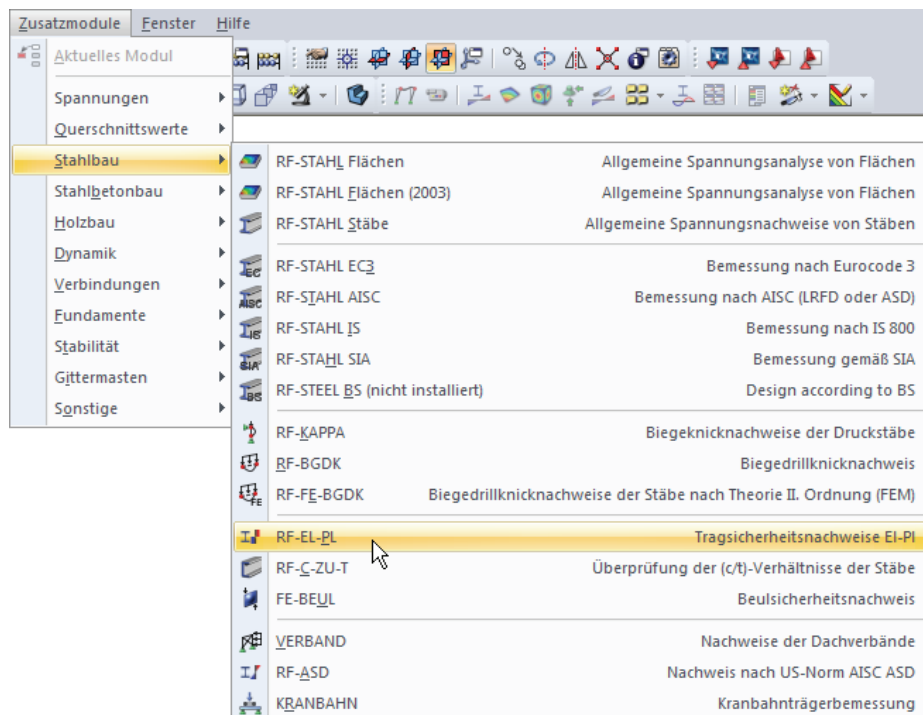 Zusatzmodule Fenster Hilfe
Aktuelles Modul
Spannungen
Querschnittswerte
Stahlbau
Stahlbetonbau
Holzbau
Dynamik
Verbindungen
Fundamente
Stabilität
Gittermasten
Sonstige
RF-STAHL Flächen Allgemeine Spannungsanalyse von Flächen
RF-STAHL Flächen (2003) Allgemeine Spannungsanalyse von Flächen
RF-STAHL Stäbe Allgemeine Spannungsnachweise von Stäben
EC RF-STAHL EC3 Bemessung nach Eurocode 3
AISC RF-STAHL AISC Bemessung nach AISC (LRFD oder ASD)
IS RF-STAHL IS Bemessung nach IS 800
SIA RF-STAHL SIA Bemessung gemäß SIA
BS RF-STEEL BS (nicht installiert) Design according to BS
RF-KAPPA Biegeknicknachweise der Druckstäbe
RF-BGDK Biegedrillknicknachweis
FE RF-FE-BGDK Biegedrillknicknachweise der Stäbe nach Theorie II. Ordnung (FEM)
RF-EL-PL Tragsicherheitsnachweise El-Pl
RF-C-ZU-T Überprüfung der (c/t)-Verhältnisse der Stäbe
FE-BEUL Beulsicherheitsnachweis
VERBAND Nachweise der Dachverbände
RF-ASD Nachweis nach US-Norm AISC ASD
KRANBAHN Kranbahnträgerbemessung